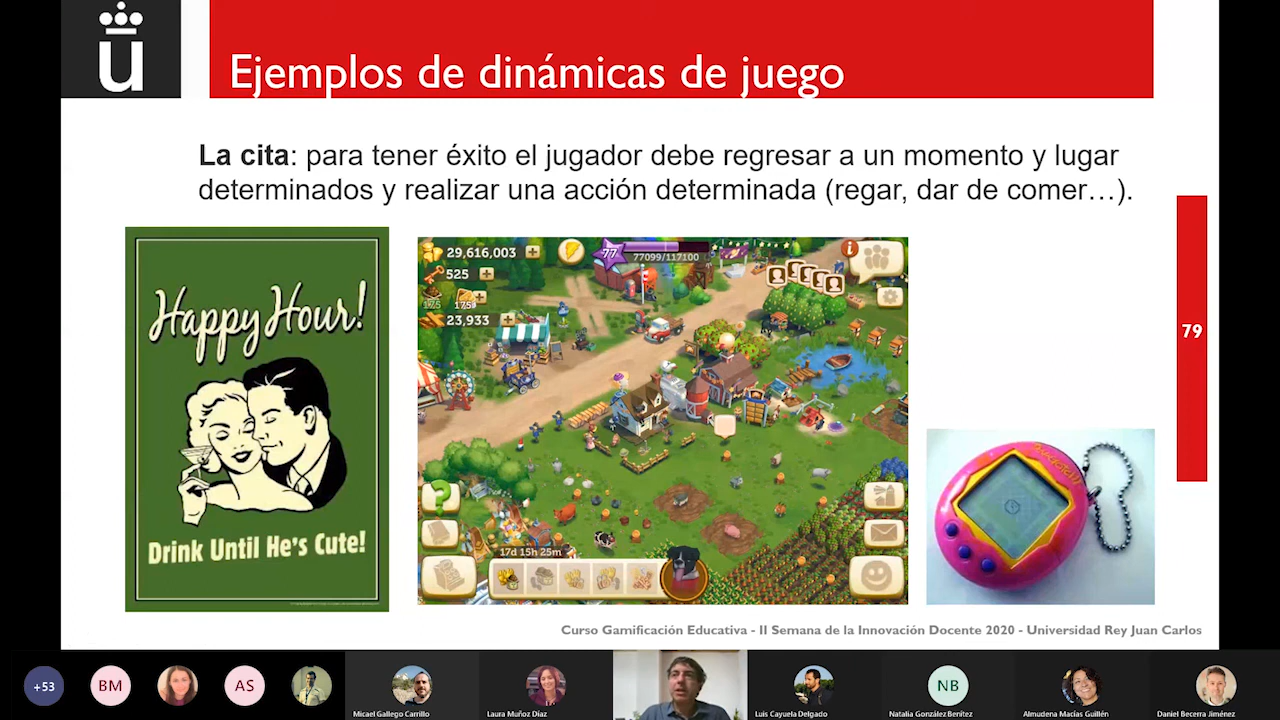 Ejemplos de dinámicas de juego
La cita: para tener éxito el jugador debe regresar a un momento y lugar
determinados y realizar una acción determinada (regar, dar de comer…).
Happy Hour!
Drink Until He's Cute!
29,616,003
77
77099/117100
525
175
175
23,933
17d 15h 25m
79
Curso Gamificación Educativa - II Semana de la Innovación Docente 2020 - Universidad Rey Juan Carlos
+53
BM
AS
NB
Micael Gallego Carrillo
Laura Muñoz Díaz
Luis Cayuela Delgado
Natalia González Benítez
Almudena Macías Guillén
Daniel Becerra Jiménez